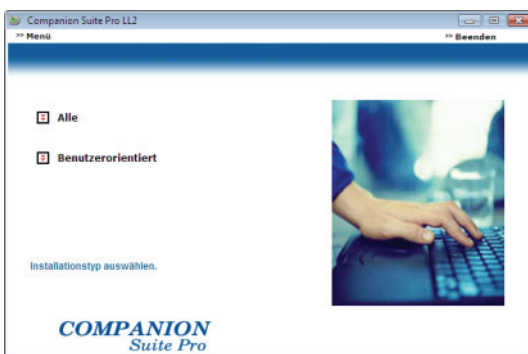 Companion Suite Pro LL2
>> Menü
>> Beenden
Alle
Benutzerorientiert
Installationstyp auswählen.
COMPANION
Suite Pro